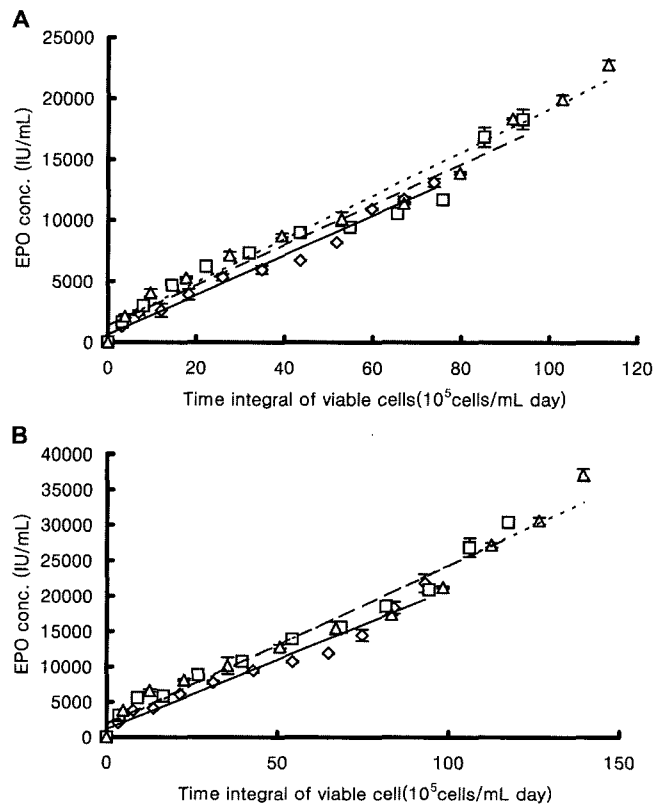 A
25000
20000
15000
10000
5000
0
EPO conc. (IU/mL)
0 20 40 60 80 100 120
Time integral of viable cells(10⁵cells/mL day)
B
40000
35000
30000
25000
20000
15000
10000
5000
0
EPO conc. (IU/mL)
0 50 100 150
Time integral of viable cell(10⁵cells/mL day)